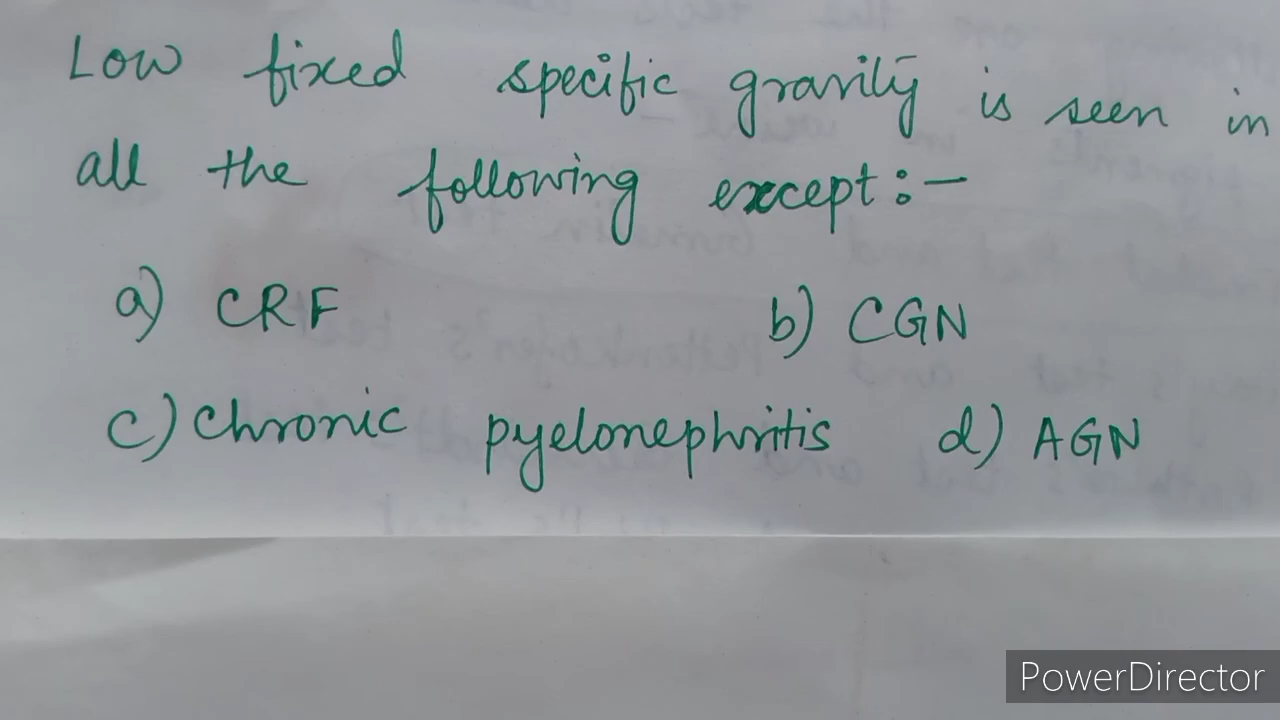 Low fixed specific gravity is seen in
all the following except:-
a) CRF b) CGN
c) chronic pyelonephritis d) AGN
PowerDirector